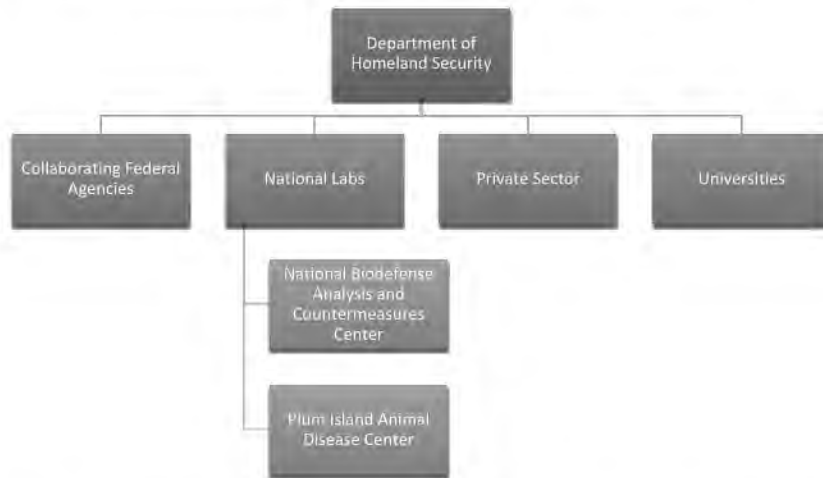 Department of
Homeland Security
Collaborating Federal
Agencies
National Labs
Private Sector
Universities
National Biodefense
Analysis and
Countermeasures
Center
Plum Island Animal
Disease Center